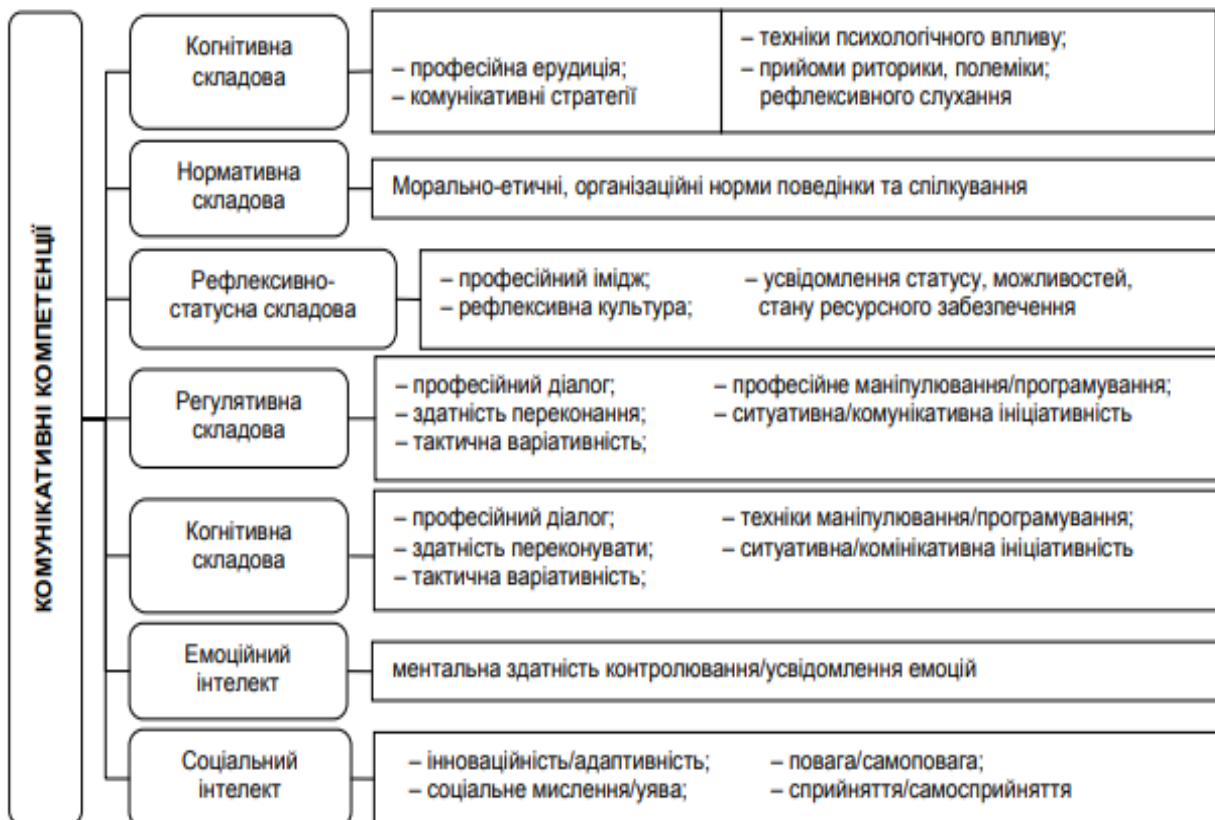 КОМУНІКАТИВНІ КОМПЕТЕНЦІЇ
Когнітивна
складова
– професійна ерудиція;
– комунікативні стратегії
– техніки психологічного впливу;
– прийоми риторики, полеміки;
рефлексивного слухання
Нормативна
складова
Морально-етичні, організаційні норми поведінки та спілкування
Рефлексивно-
статусна складова
– професійний імідж;
– рефлексивна культура;
– усвідомлення статусу, можливостей,
стану ресурсного забезпечення
Регулятивна
складова
– професійний діалог;
– здатність переконання;
– тактична варіативність;
– професійне маніпулювання/програмування;
– ситуативна/комунікативна ініціативність
Когнітивна
складова
– професійний діалог;
– здатність переконувати;
– тактична варіативність;
– техніки маніпулювання/програмування;
– ситуативна/комінікативна ініціативність
Емоційний
інтелект
ментальна здатність контролювання/усвідомлення емоцій
Соціальний
інтелект
– інноваційність/адаптивність;
– соціальне мислення/уява;
– повага/самоповага;
– сприйняття/самосприйняття